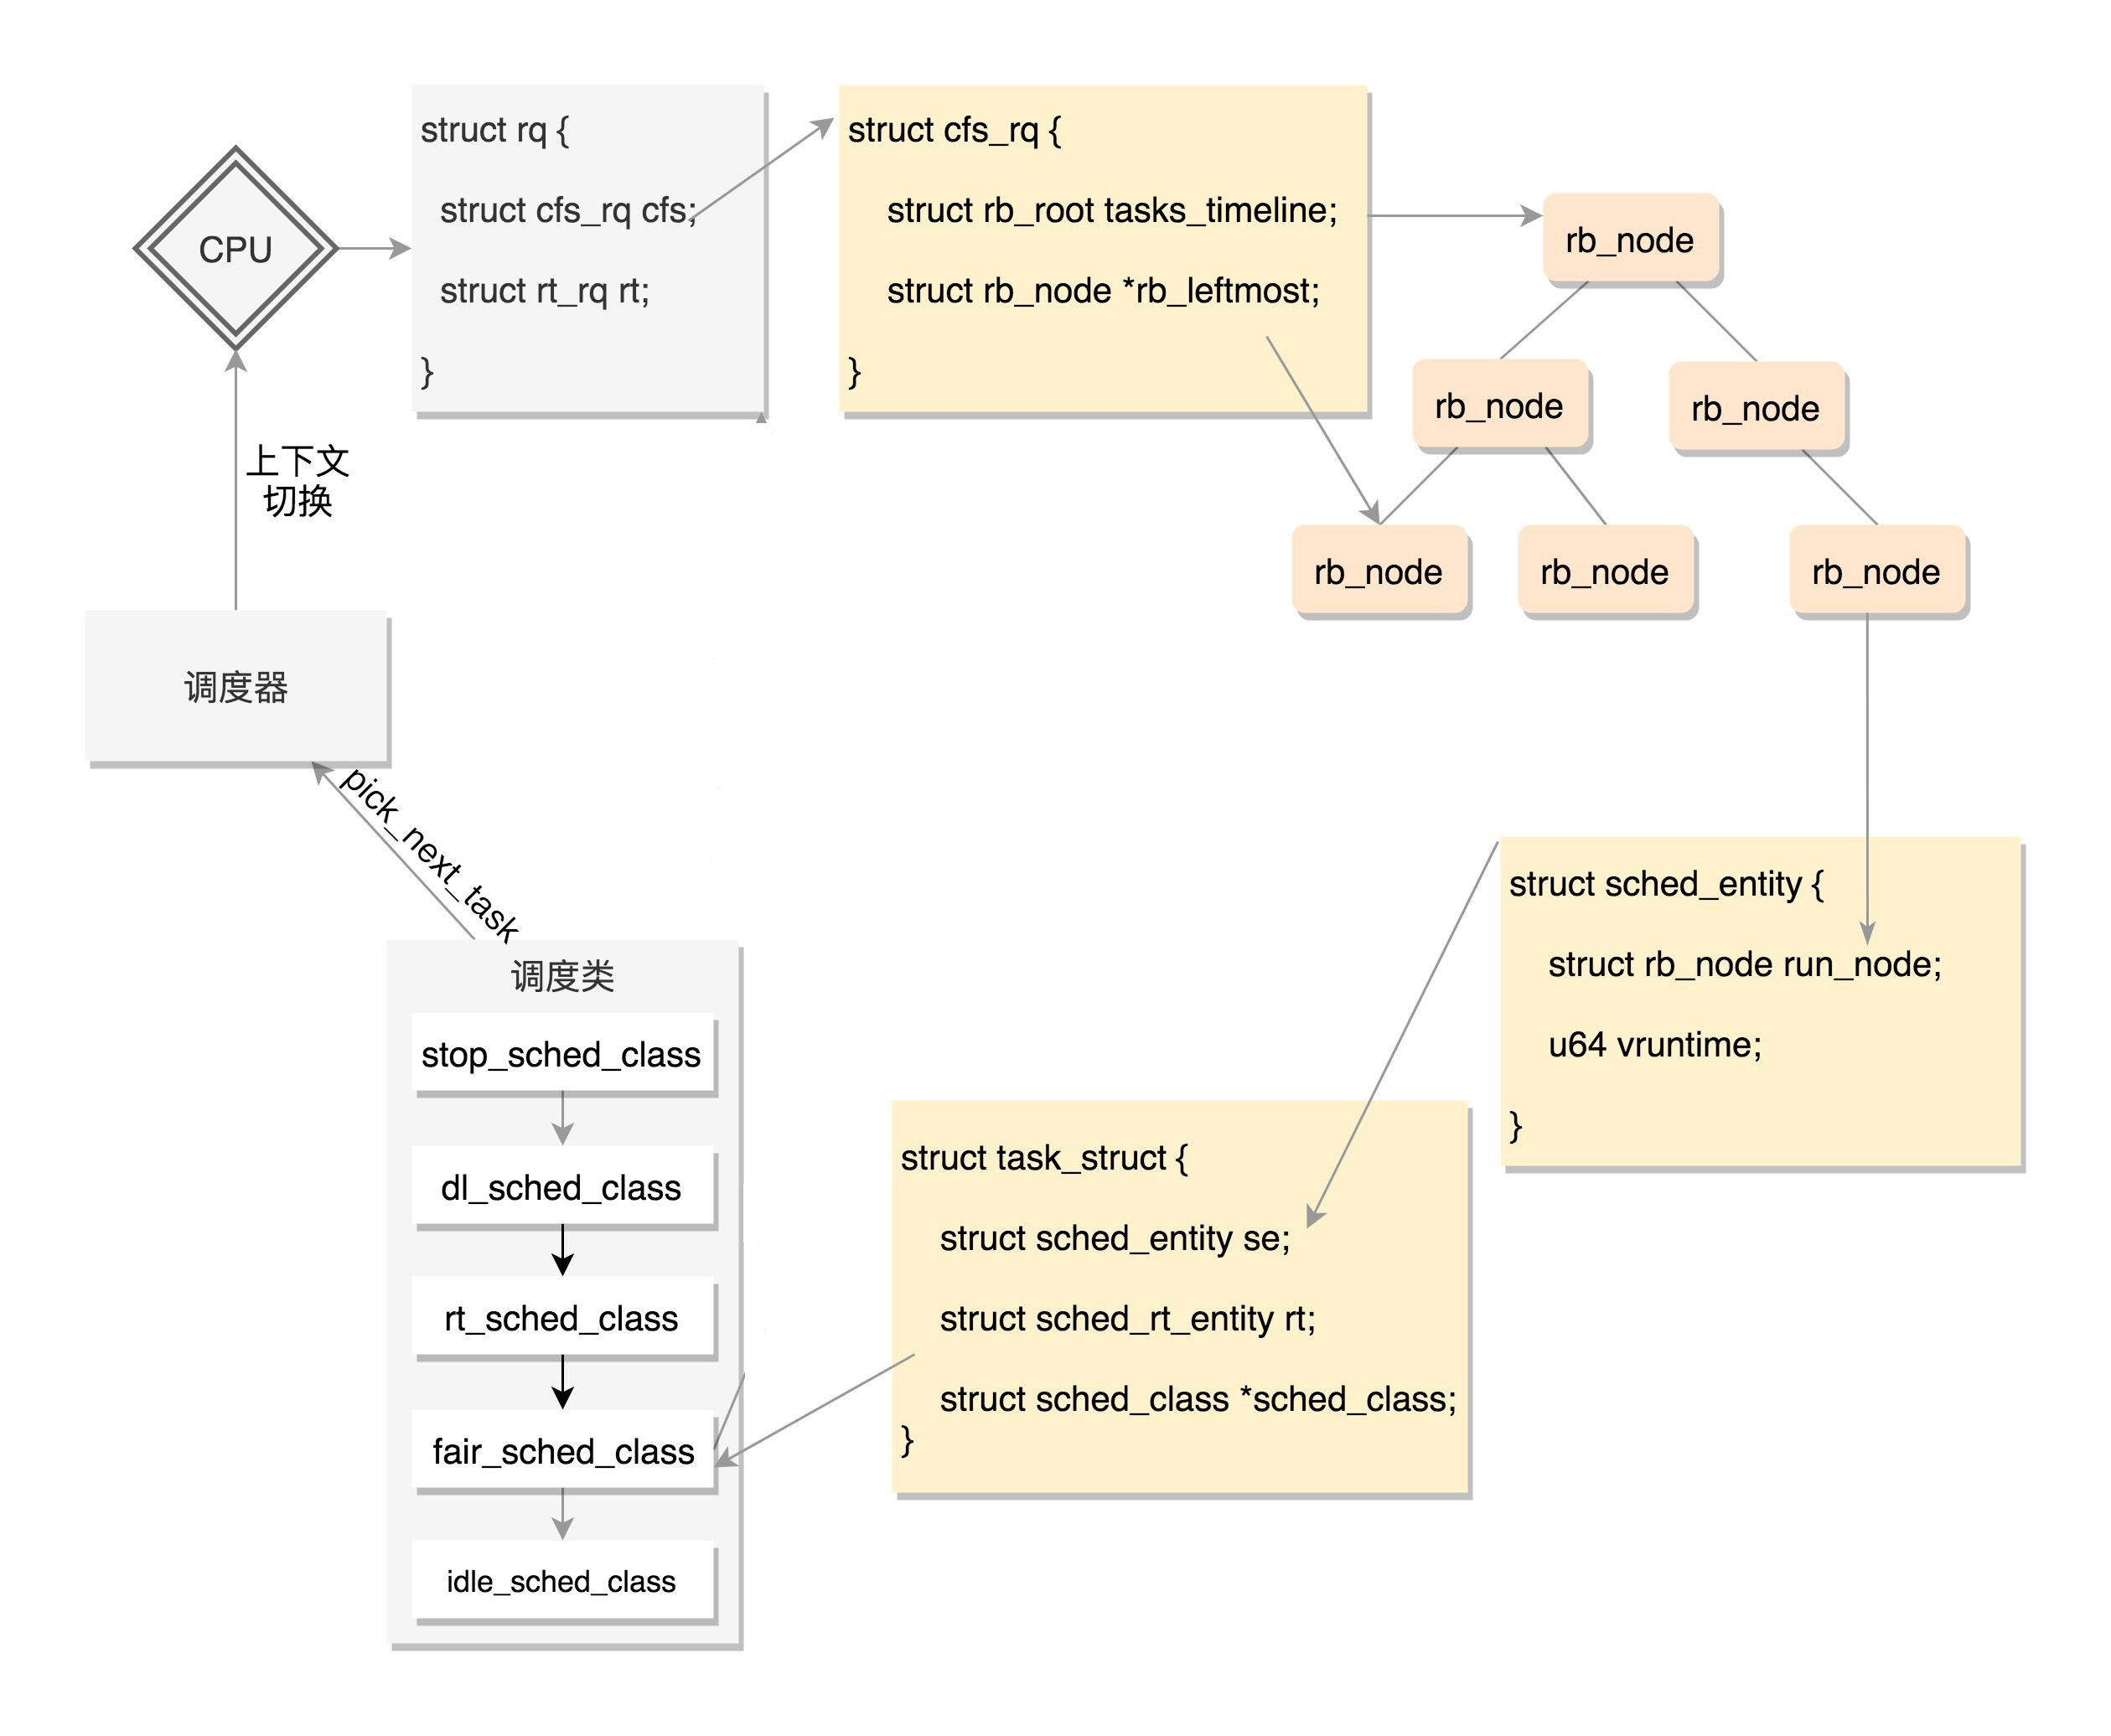 struct rq {
struct cfs_rq cfs;
struct rt_rq rt;
}
struct cfs_rq {
struct rb_root tasks_timeline;
struct rb_node *rb_leftmost;
}
CPU
rb_node
rb_node
rb_node
rb_node
rb_node
rb_node
上下文
切换
调度器
pick_next_task
调度类
stop_sched_class
dl_sched_class
rt_sched_class
fair_sched_class
idle_sched_class
struct sched_entity {
struct rb_node run_node;
u64 vruntime;
}
struct task_struct {
struct sched_entity se;
struct sched_rt_entity rt;
struct sched_class *sched_class;
}